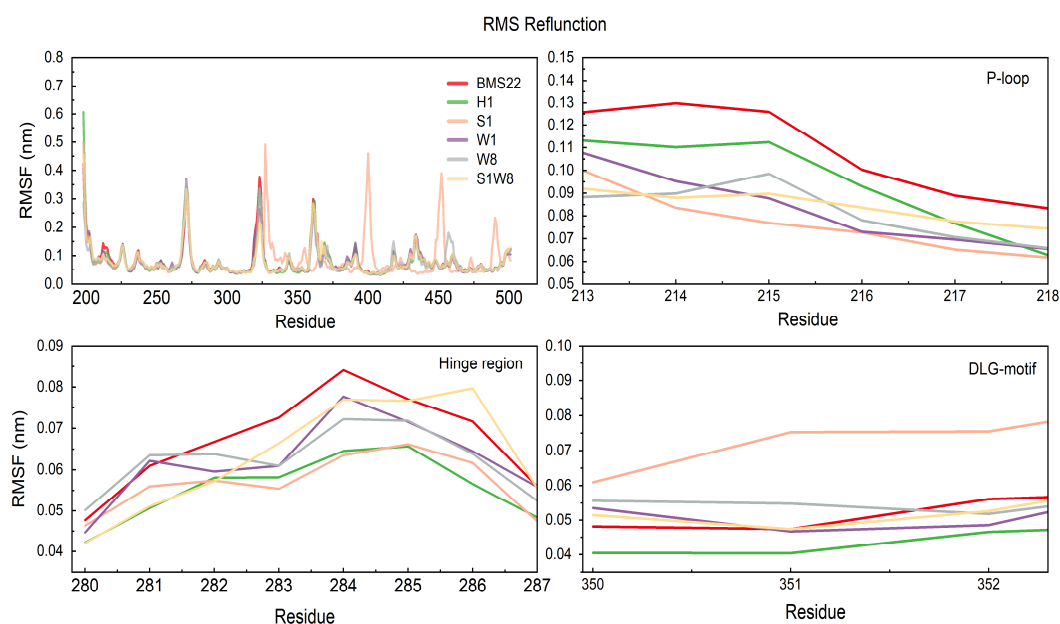 RMS Reflunction
0.8
0.7
0.6
0.5
0.4
0.3
0.2
0.1
0.0
RMSF (nm)
BMS22
H1
S1
W1
W8
S1W8
200 250 300 350 400 450 500
Residue
0.15
0.14
0.13
0.12
0.11
0.10
0.09
0.08
0.07
0.06
0.05
P-loop
213 214 215 216 217 218
Residue
0.09
0.08
0.07
0.06
0.05
0.04
RMSF (nm)
Hinge region
280 281 282 283 284 285 286 287
Residue
0.10
0.09
0.08
0.07
0.06
0.05
0.04
DLG-motif
350 351 352
Residue